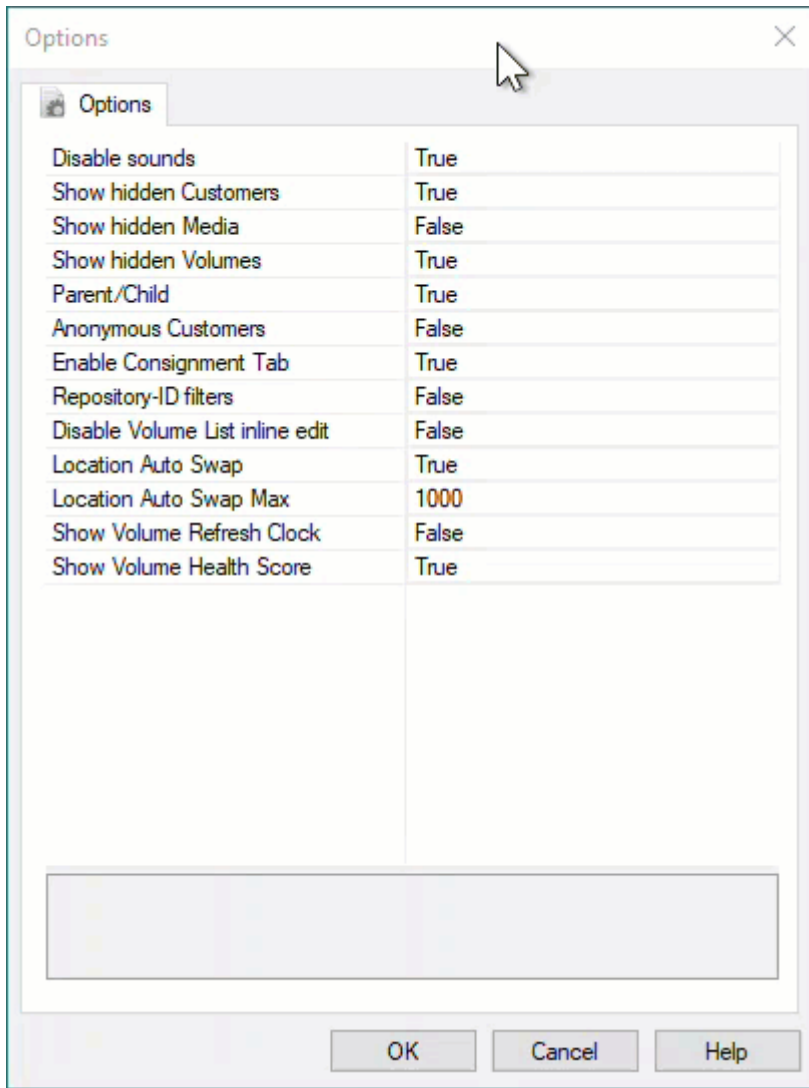 Options
Options
Disable sounds True
Show hidden Customers True
Show hidden Media False
Show hidden Volumes True
Parent/Child True
Anonymous Customers False
Enable Consignment Tab True
Repository-ID filters False
Disable Volume List inline edit False
Location Auto Swap True
Location Auto Swap Max 1000
Show Volume Refresh Clock False
Show Volume Health Score True
OK Cancel Help